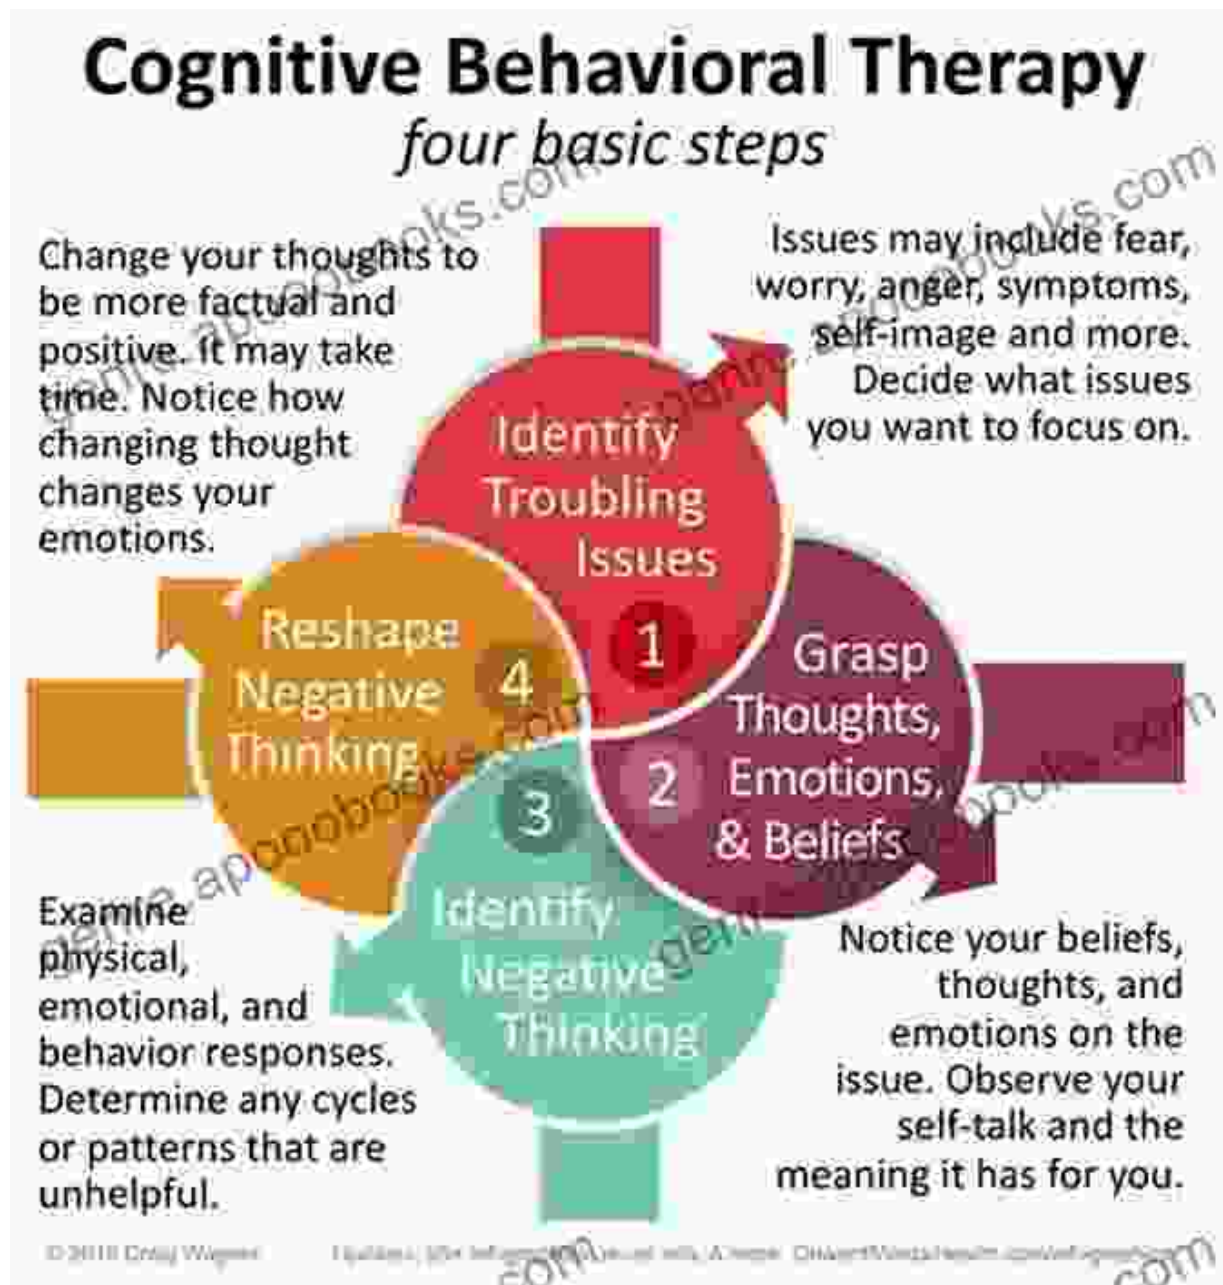 Cognitive Behavioral Therapy
four basic steps
Issues may include fear,
worry, anger, symptoms,
self-image and more.
Decide what issues
you want to focus on.
Change your thoughts to
be more factual and
positive. It may take
time. Notice how
changing thought
changes your
emotions.
Identify
Troubling
Issues
1
Grasp
Thoughts,
Emotions,
& Beliefs
2
3
Identify
Negative
Thinking
Reshape
Negative
Thinking
4
Examine
physical,
emotional, and
behavior responses.
Determine any cycles
or patterns that are
unhelpful.
Notice your beliefs,
thoughts, and
emotions on the
issue. Observe your
self-talk and the
meaning it has for you.
Craig Wagner